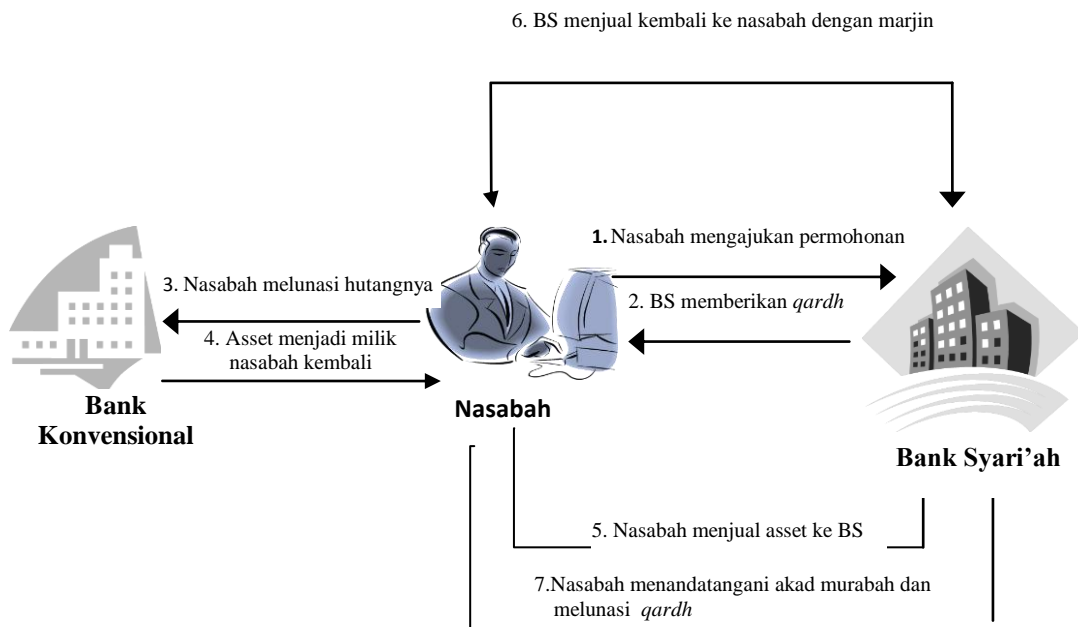 6. BS menjual kembali ke nasabah dengan marjin
1. Nasabah mengajukan permohonan
3. Nasabah melunasi hutangnya
2. BS memberikan qardh
4. Asset menjadi milik
nasabah kembali
Bank
Konvensional
Nasabah
Bank Syari’ah
5. Nasabah menjual asset ke BS
7.Nasabah menandatangani akad murabah dan
melunasi qardh